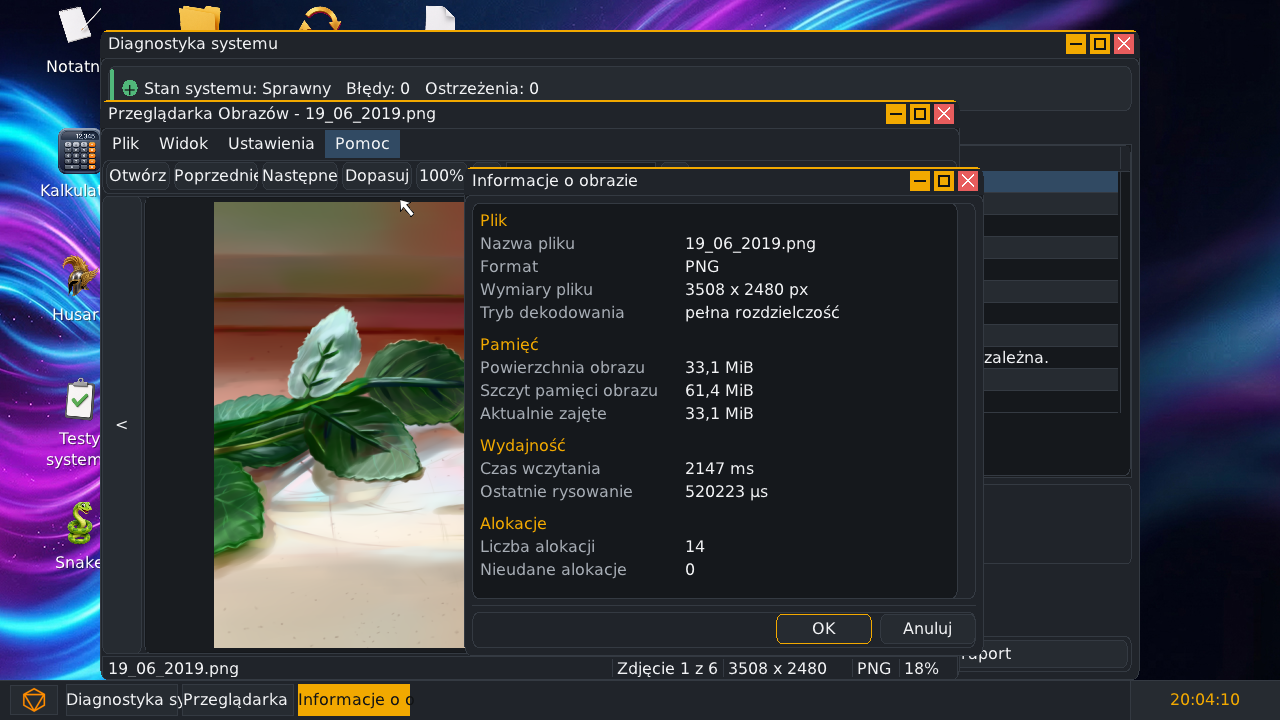 Notatn
Kalkula
Husar
Testy
system
Snake
Diagnostyka systemu
Stan systemu: Sprawny Błędy: 0 Ostrzeżenia: 0
Przeglądarka Obrazów - 19_06_2019.png
Plik Widok Ustawienia Pomoc
Otwórz Poprzednie Następne Dopasuj 100%
<
Informacje o obrazie
Plik
Nazwa pliku 19_06_2019.png
Format PNG
Wymiary pliku 3508 x 2480 px
Tryb dekodowania pełna rozdzielczość
Pamięć
Powierzchnia obrazu 33,1 MiB
Szczyt pamięci obrazu 61,4 MiB
Aktualnie zajęte 33,1 MiB
Wydajność
Czas wczytania 2147 ms
Ostatnie rysowanie 520223 µs
Alokacje
Liczba alokacji 14
Nieudane alokacje 0
OK Anuluj
zależna.
raport
19_06_2019.png Zdjęcie 1 z 6 3508 x 2480 PNG 18%
Diagnostyka sy Przeglądarka Informacje o o 20:04:10